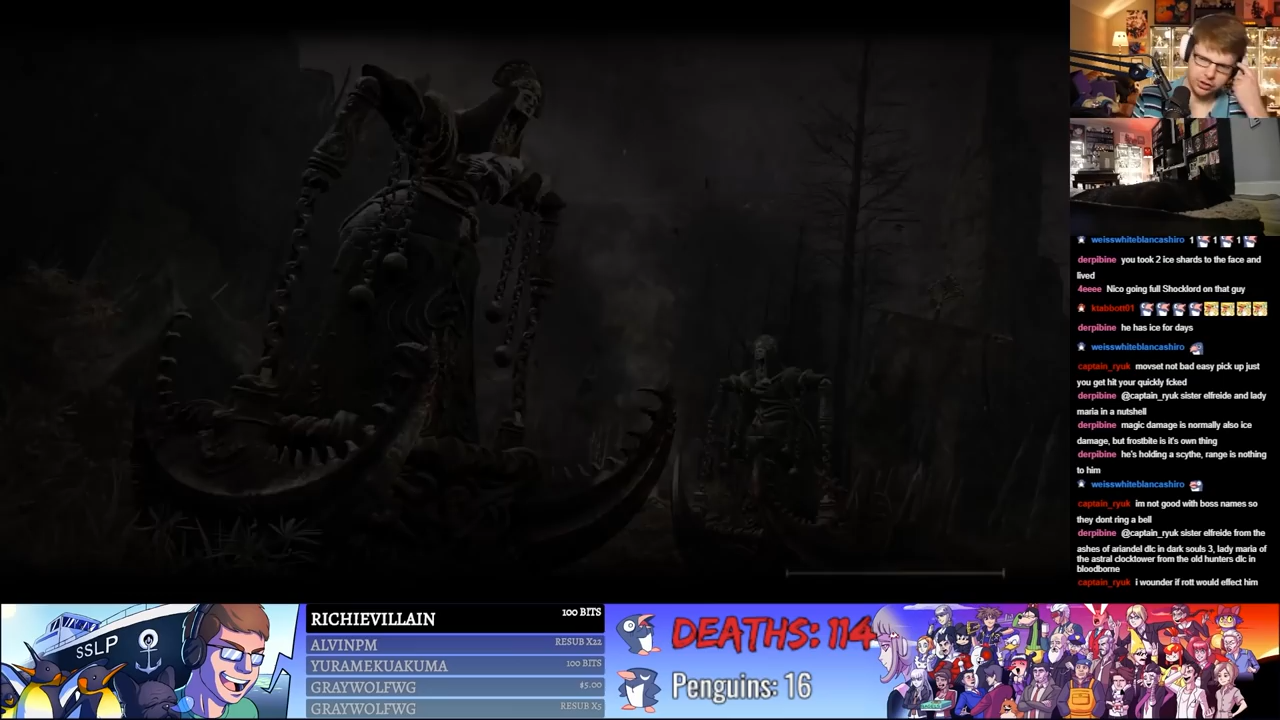 weisswhiteblancashiro 1 1 1
derpibine you took 2 ice shards to the face and
lived
4eeee Nico going full Shocklord on that guy
ktabbott01
derpibine he has ice for days
weisswhiteblancashiro
captain_ryuk movset not bad easy pick up just
you get hit your quickly fcked
derpibine @captain_ryuk sister elfreide and lady
maria in a nutshell
derpibine magic damage is normally also ice
damage, but frostbite is it's own thing
derpibine he's holding a scythe, range is nothing
to him
weisswhiteblancashiro
captain_ryuk im not good with boss names so
they dont ring a bell
derpibine @captain_ryuk sister elfreide from the
ashes of ariandel dlc in dark souls 3, lady maria of
the astral clocktower from the old hunters dlc in
bloodborne
captain_ryuk i wounder if rott would effect him
SSLP
RICHIEVILLAIN 100 BITS
ALVINPM RESUB X22
YURAMEKUAKUMA 100 BITS
GRAYWOLFWG $5.00
GRAYWOLFWG RESUB X5
DEATHS: 114
Penguins: 16